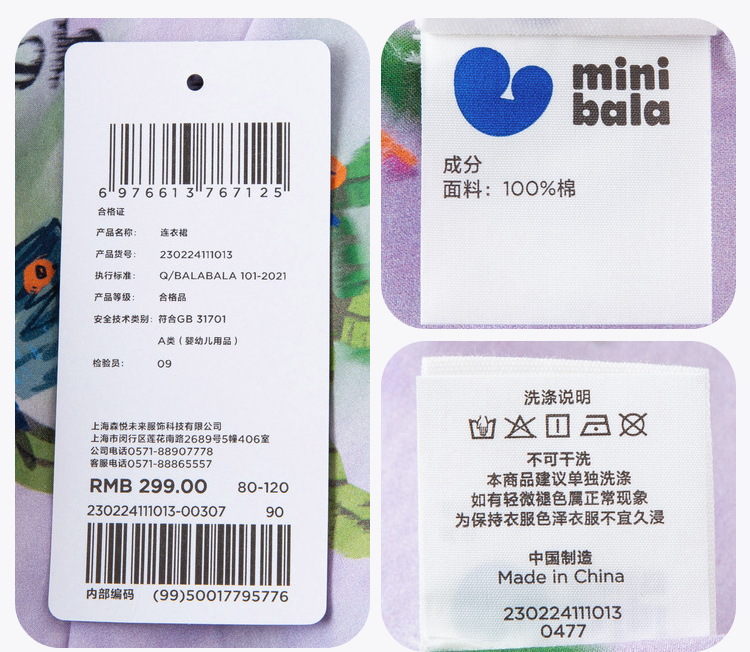 6 976613 767125
合格证
产品名称: 连衣裙
产品货号: 230224111013
执行标准: Q/BALABALA 101-2021
产品等级: 合格品
安全技术类别: 符合GB 31701
A类（婴幼儿用品）
检验员: 09
上海森悦未来服饰科技有限公司
上海市闵行区莲花南路2689号5幢406室
公司电话0571-88907778
客服电话0571-88865557
RMB 299.00 80-120
230224111013-00307 90
内部编码 (99)50017795776
mini
bala
成分
面料: 100%棉
洗涤说明
不可干洗
本商品建议单独洗涤
如有轻微褪色属正常现象
为保持衣服色泽衣服不宜久浸
中国制造
Made in China
230224111013
0477